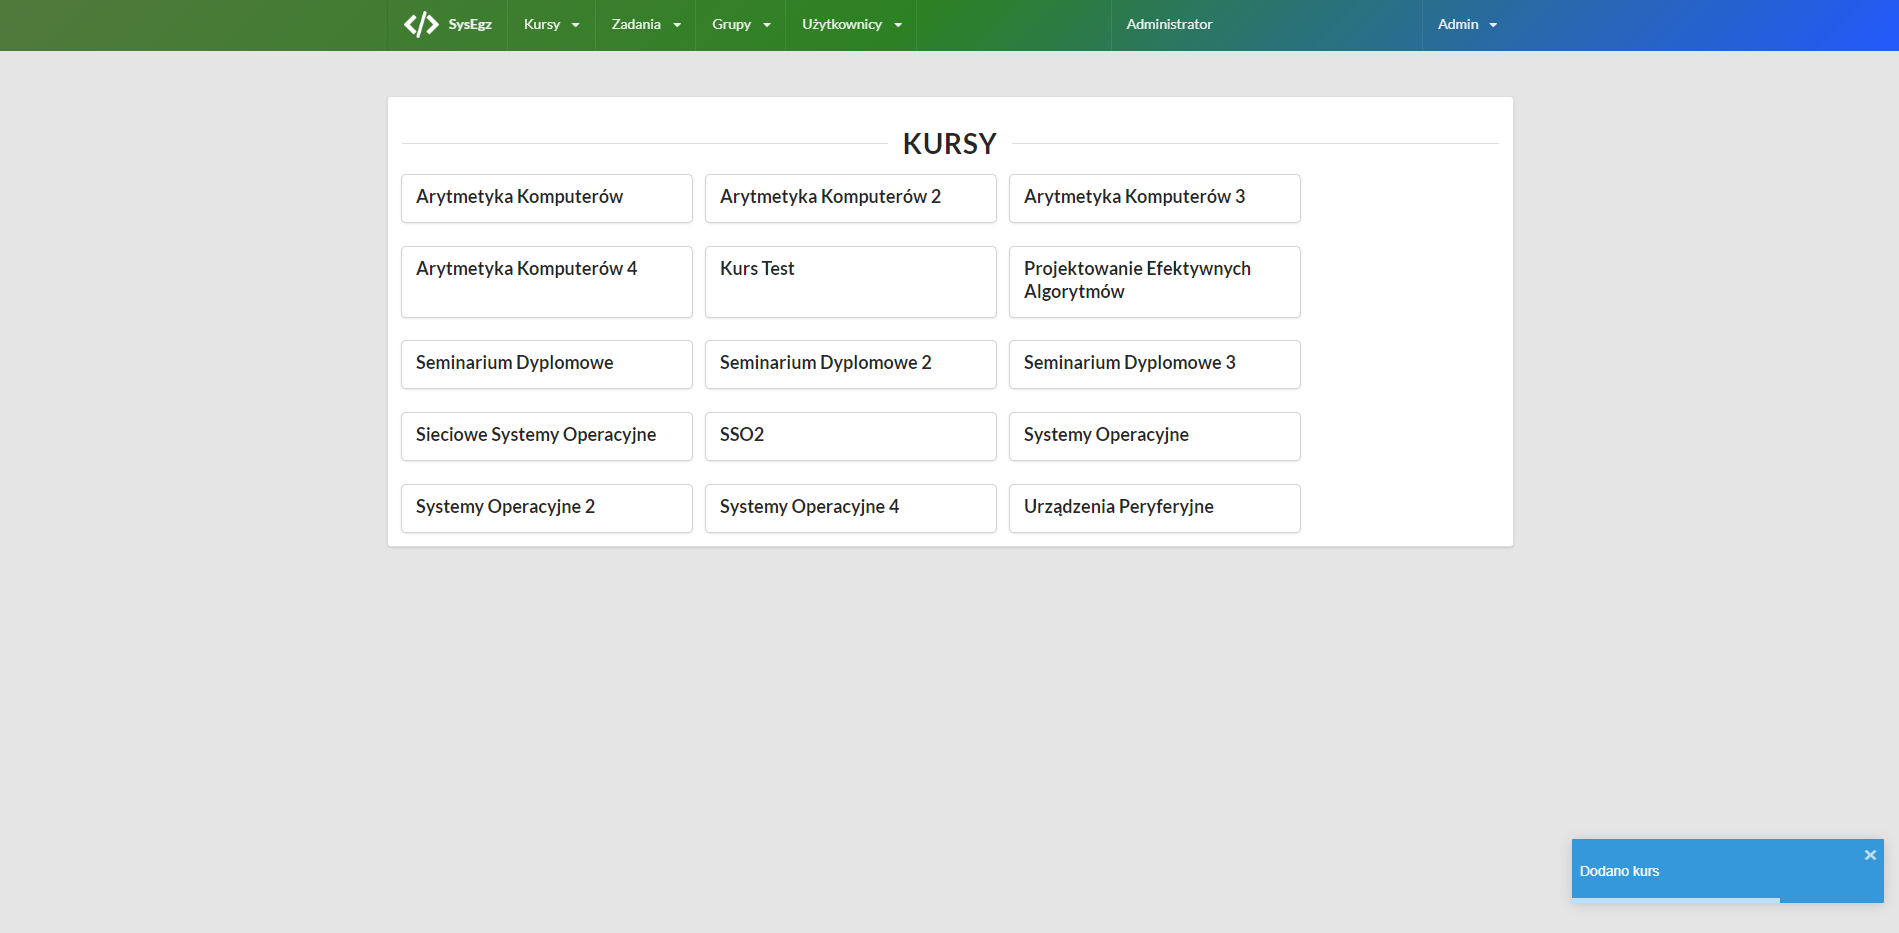 SysEgz Kursy Zadania Grupy Użytkownicy Administrator Admin
KURSY
Arytmetyka Komputerów
Arytmetyka Komputerów 2
Arytmetyka Komputerów 3
Arytmetyka Komputerów 4
Kurs Test
Projektowanie Efektywnych
Algorytmów
Seminarium Dyplomowe
Seminarium Dyplomowe 2
Seminarium Dyplomowe 3
Sieciowe Systemy Operacyjne
SSO2
Systemy Operacyjne
Systemy Operacyjne 2
Systemy Operacyjne 4
Urządzenia Peryferyjne
Dodano kurs